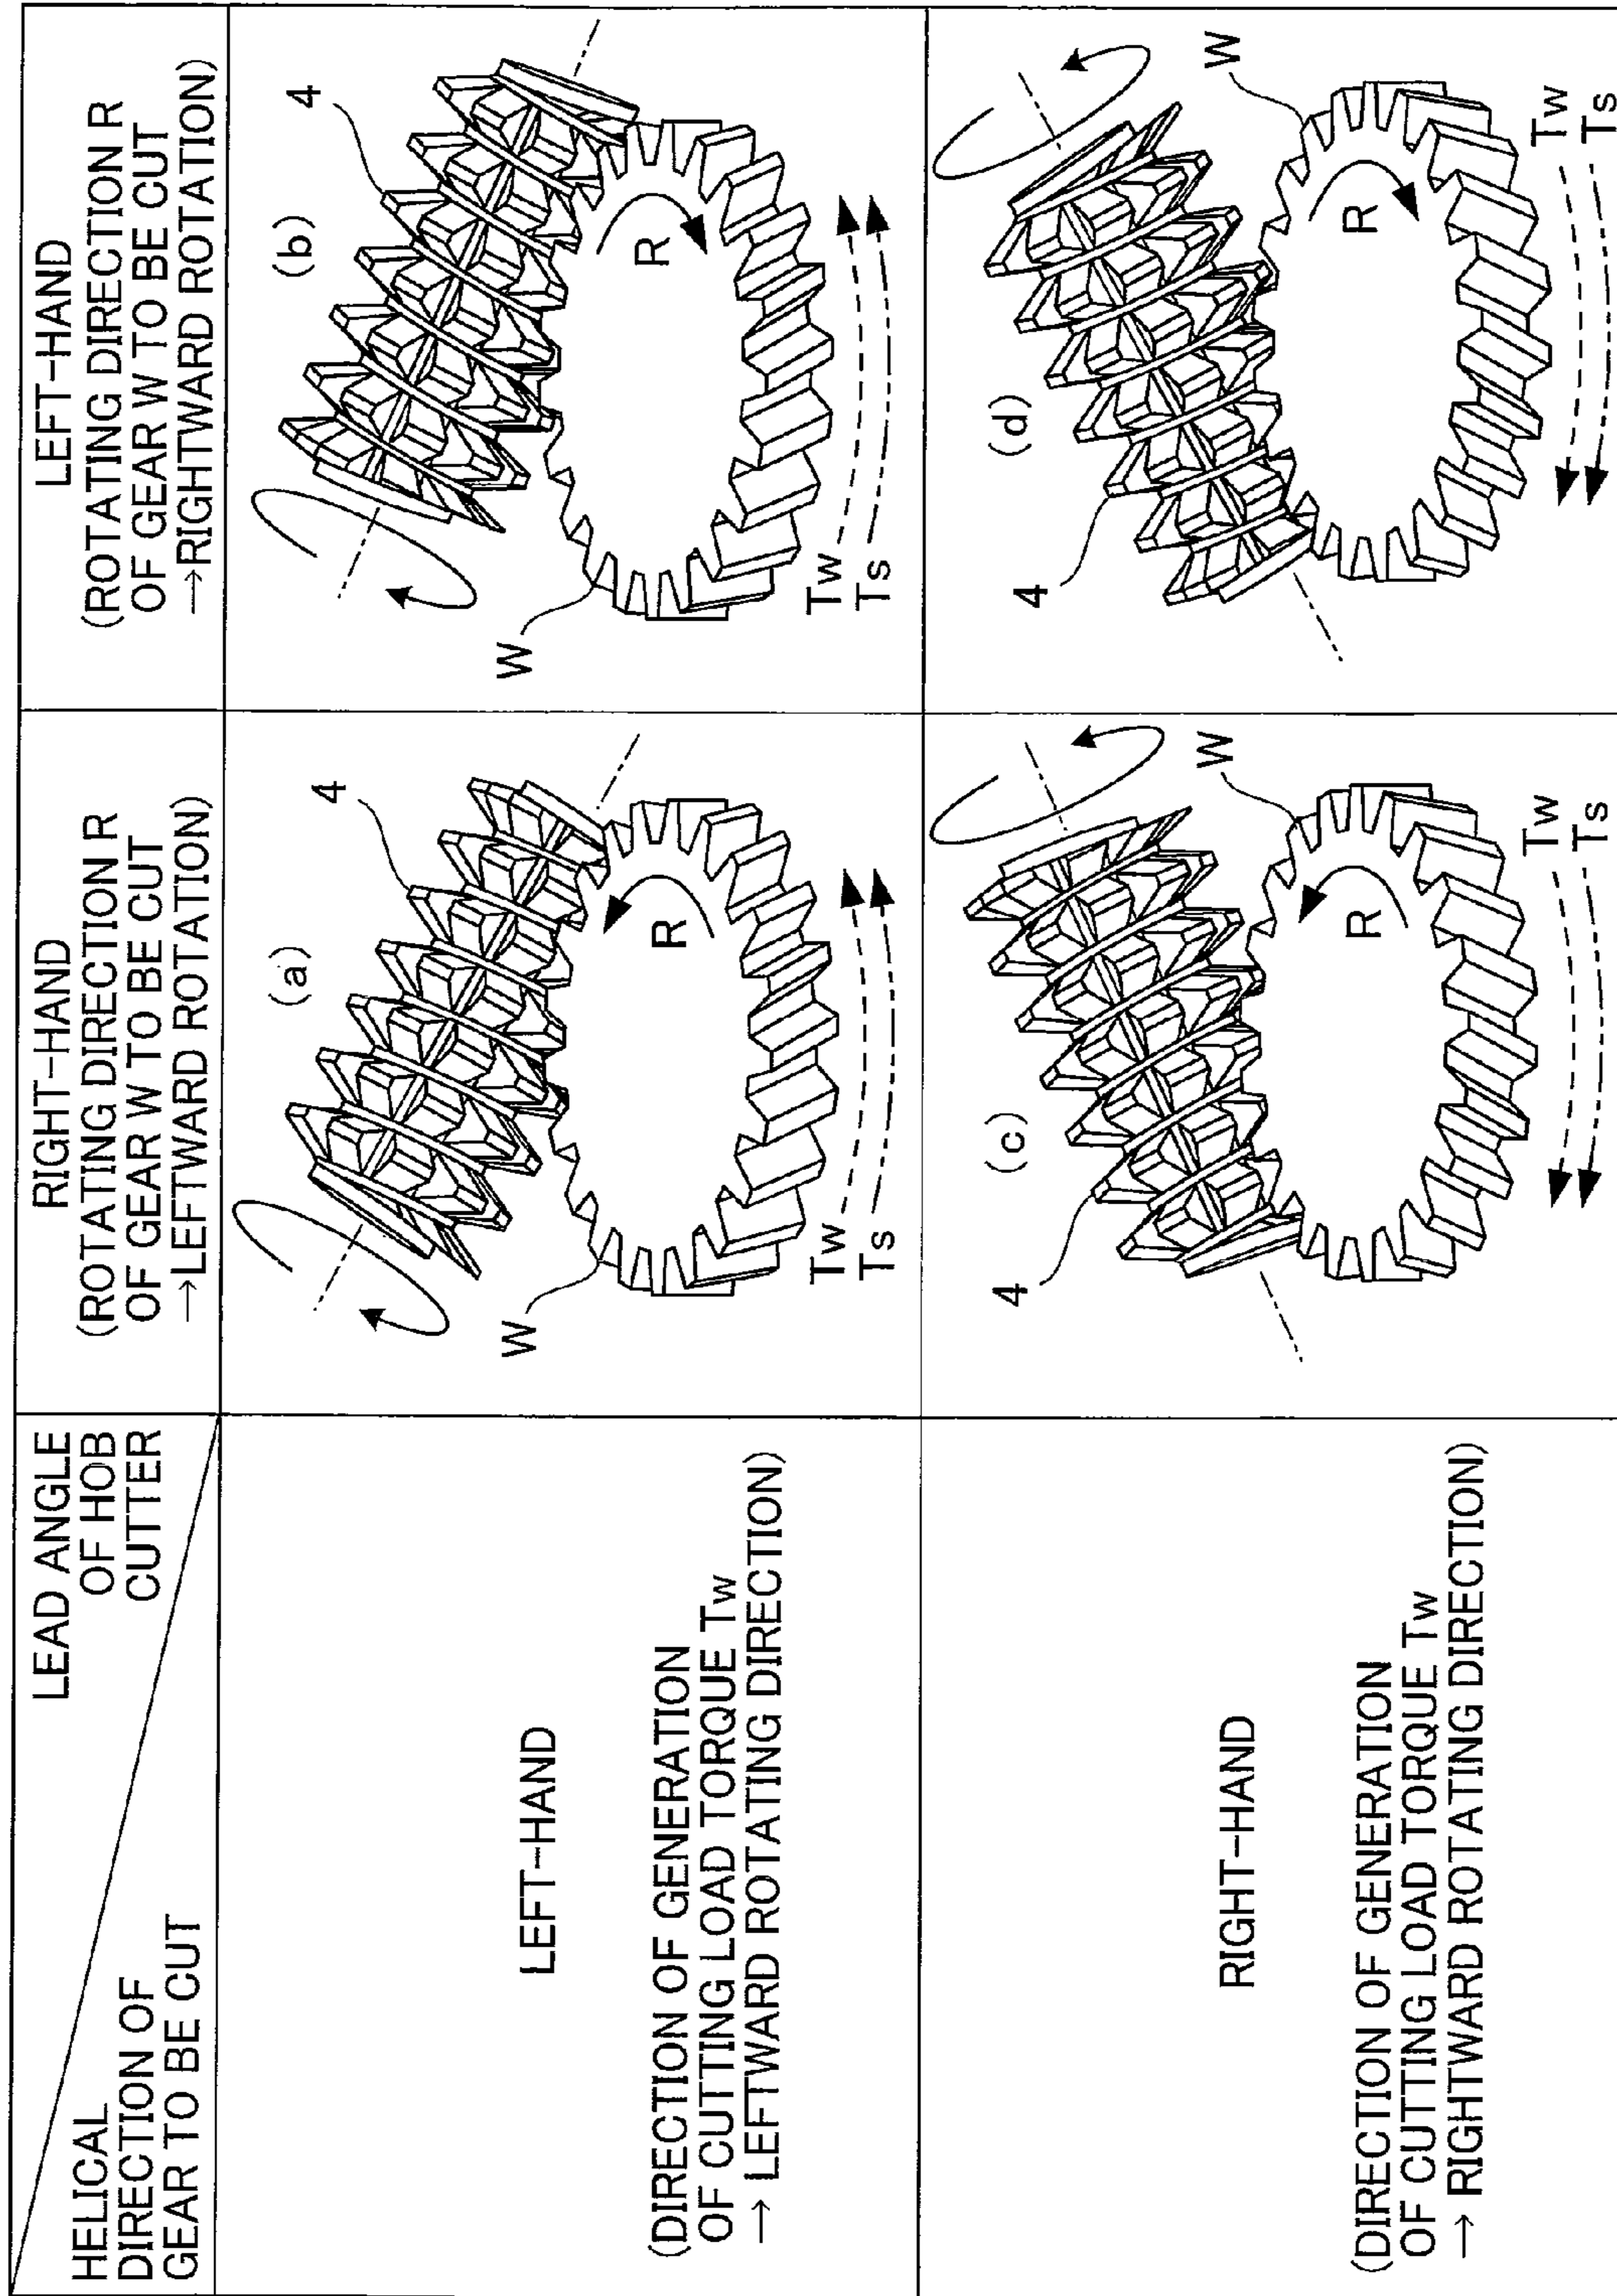 LEAD ANGLE
OF HOB
CUTTER
HELICAL
DIRECTION OF
GEAR TO BE CUT
RIGHT-HAND
(ROTATING DIRECTION R
OF GEAR W TO BE CUT
→LEFTWARD ROTATION)
LEFT-HAND
(ROTATING DIRECTION R
OF GEAR W TO BE CUT
→RIGHTWARD ROTATION)
LEFT-HAND
(DIRECTION OF GENERATION
OF CUTTING LOAD TORQUE Tw
→ LEFTWARD ROTATING DIRECTION)
(a)
4
W
R
Tw
Ts
(b)
4
W
R
Tw
Ts
RIGHT-HAND
(DIRECTION OF GENERATION
OF CUTTING LOAD TORQUE Tw
→ RIGHTWARD ROTATING DIRECTION)
(c)
4
W
R
Tw
Ts
(d)
4
W
R
Tw
Ts